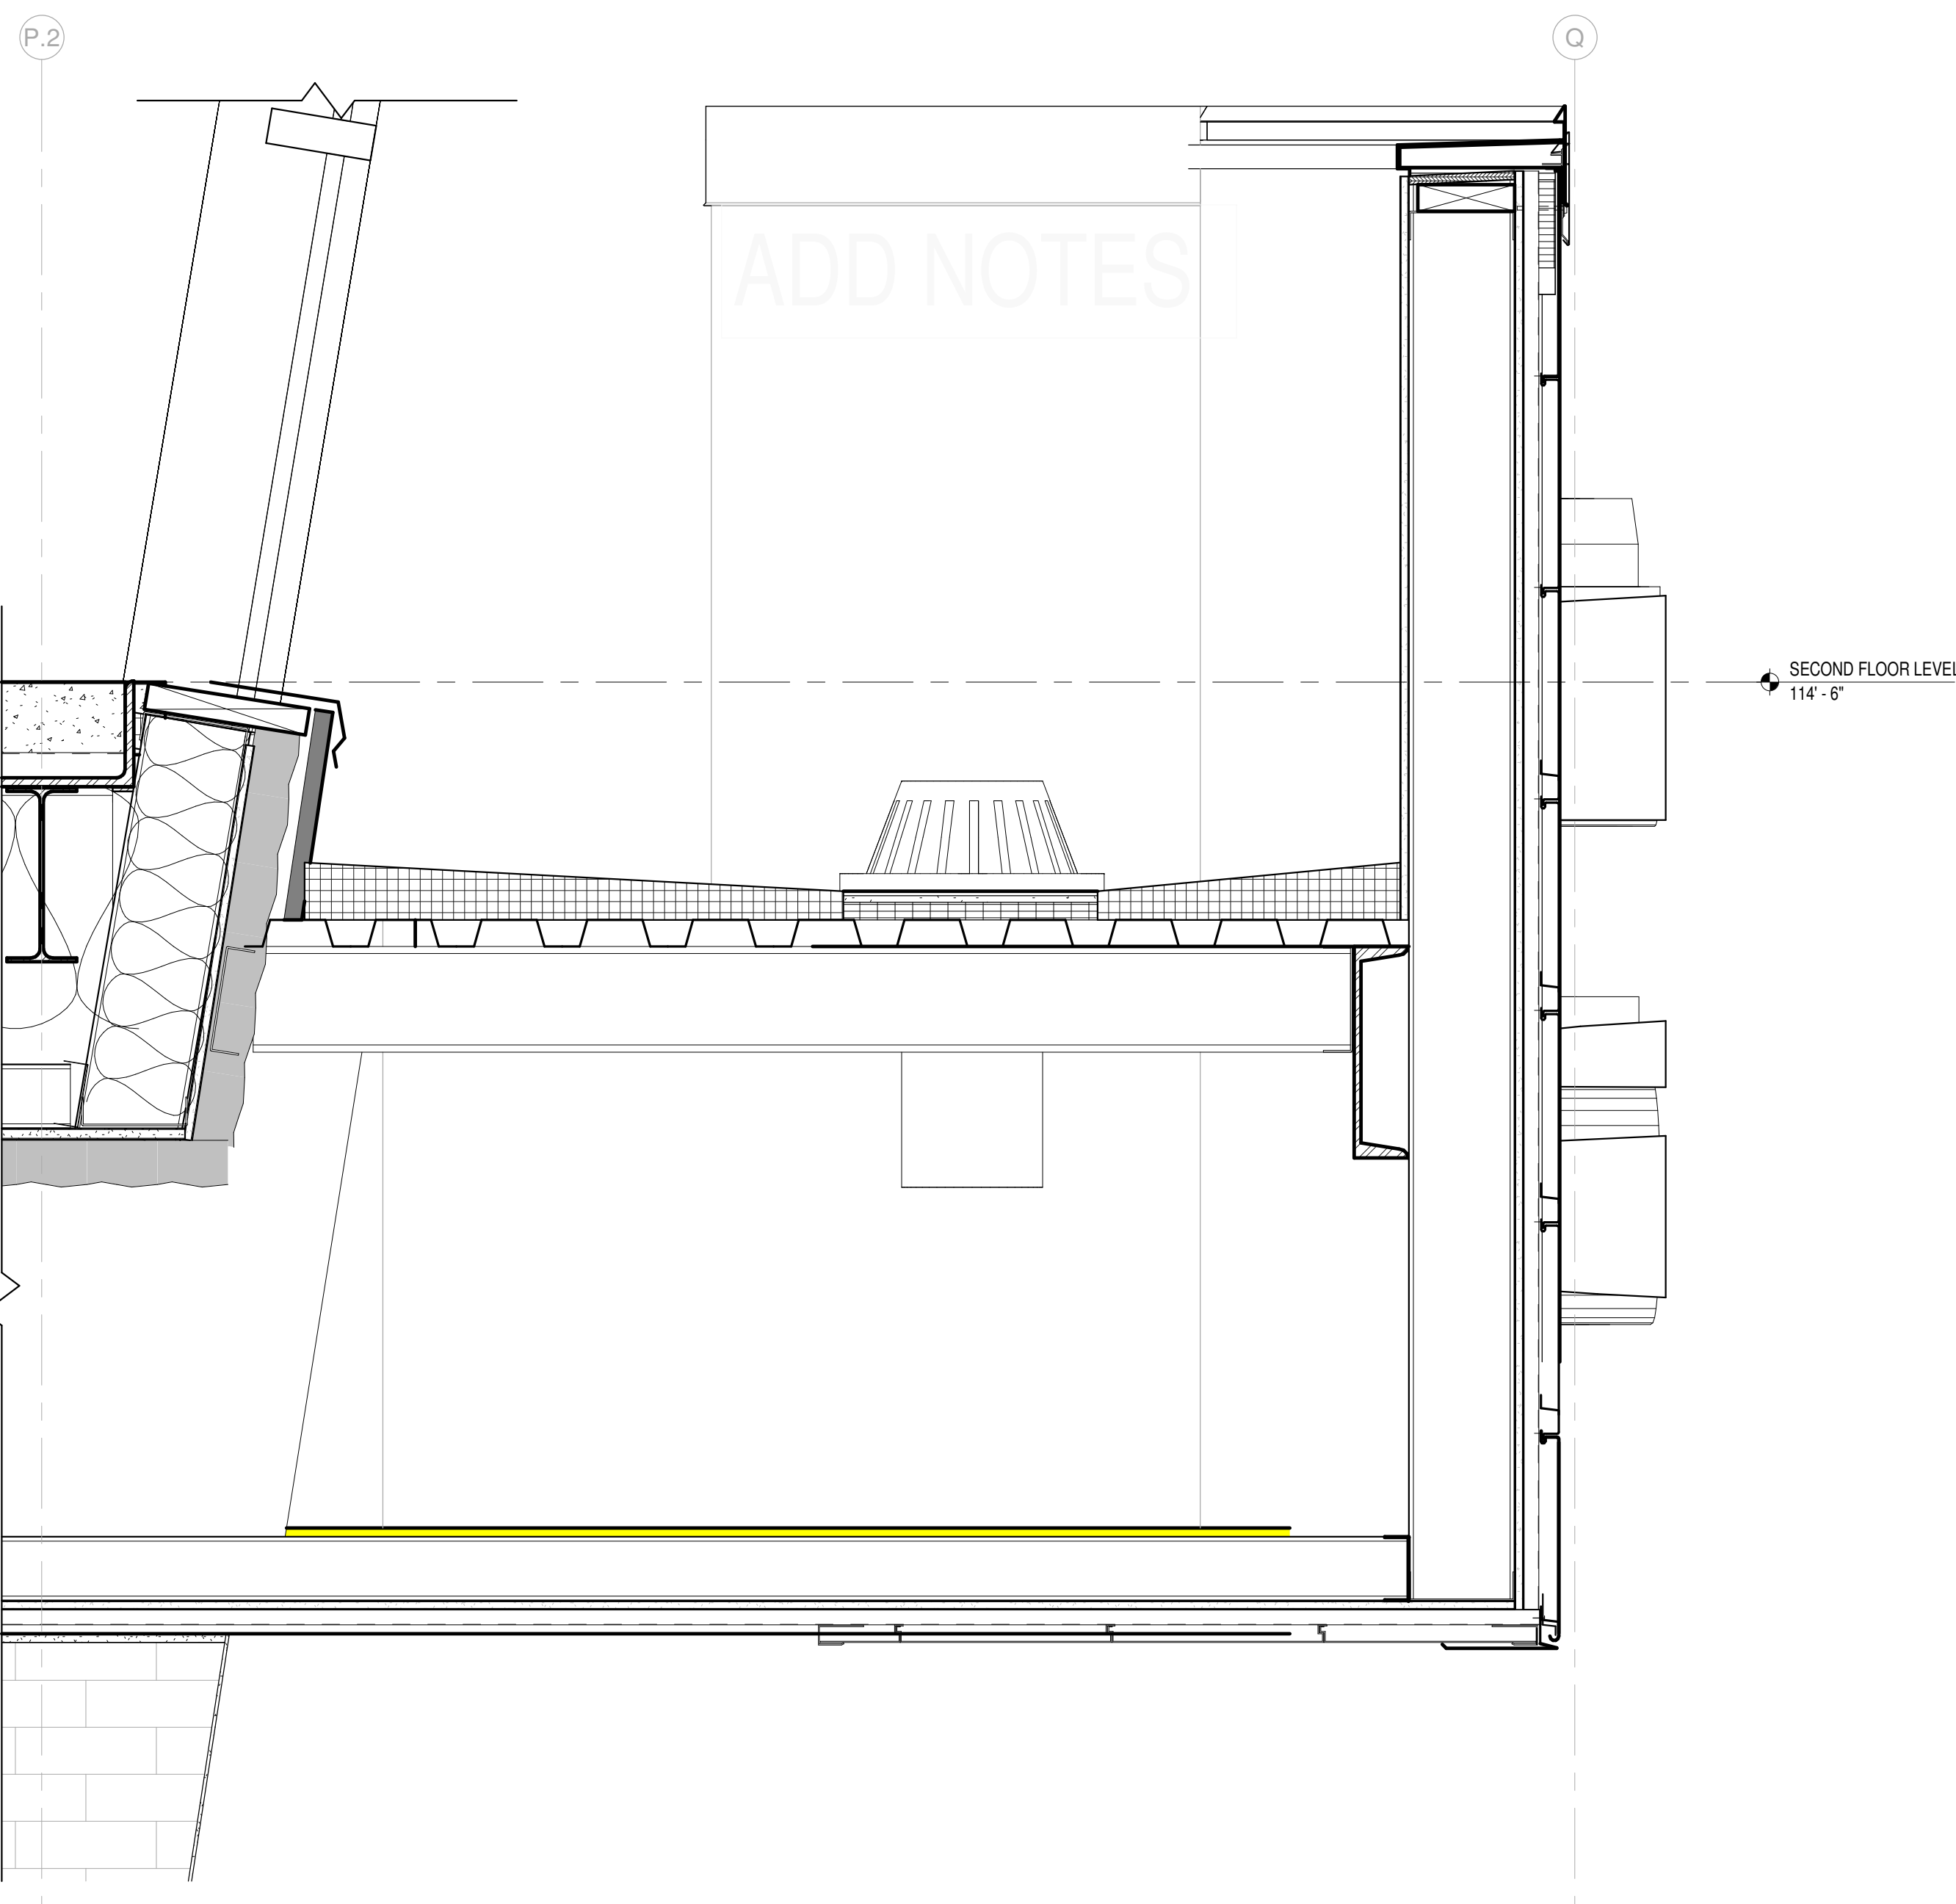 P.2
Q
ADD NOTES
SECOND FLOOR LEVEL
114' - 6"